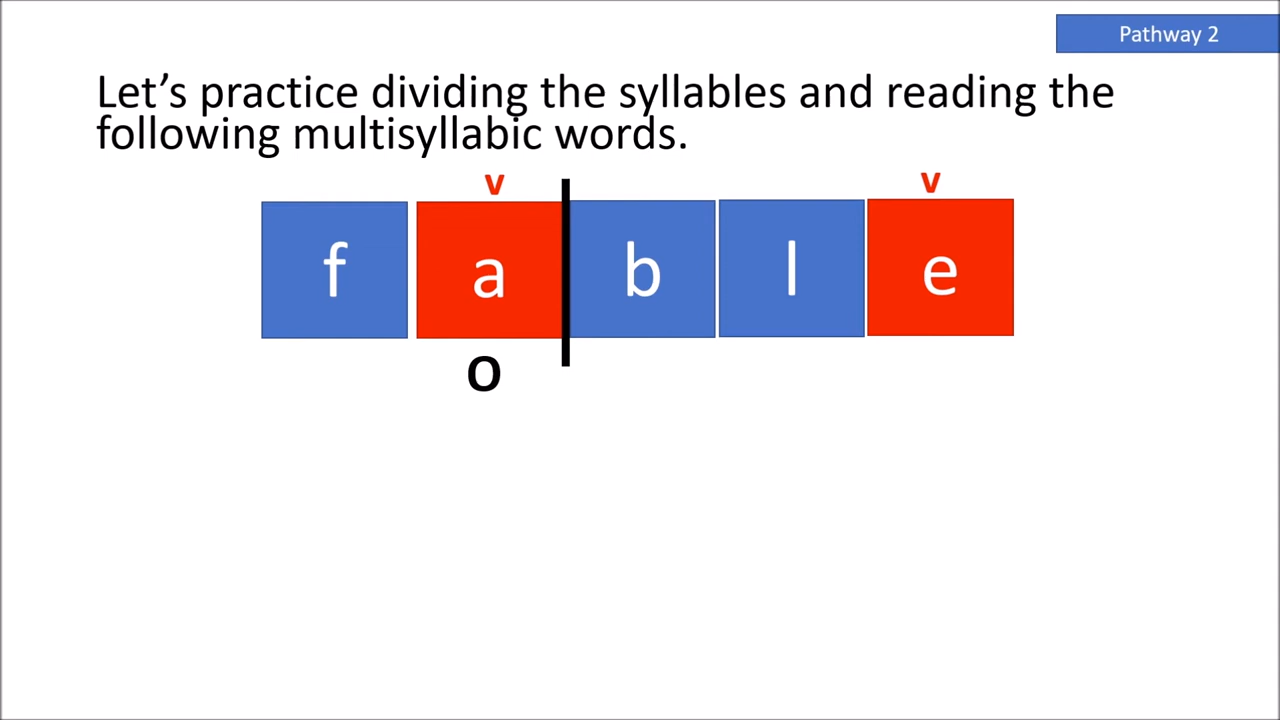 Pathway 2
Let's practice dividing the syllables and reading the
following multisyllabic words.
v v
f a b l e
O